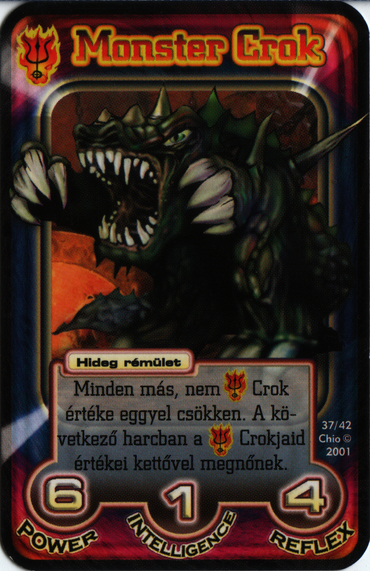 Monster Crok
Hideg rémület
Minden más, nem Crok
értéke eggyel csökken. A kö-
vetkező harcban a Crokjaid
értékei kettővel megnőnek.
37/42
Chio ©
2001
6 1 4
POWER INTELLIGENCE REFLEX